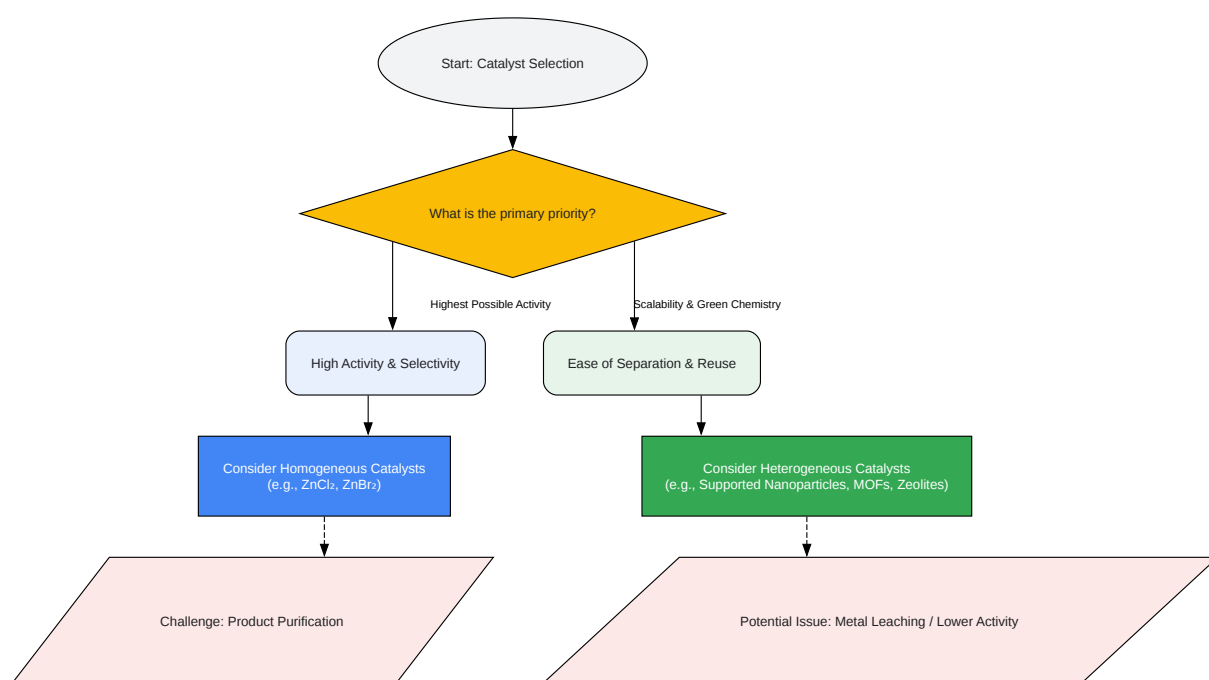 Start: Catalyst Selection
What is the primary priority?
Highest Possible Activity
Scalability & Green Chemistry
High Activity & Selectivity
Ease of Separation & Reuse
Consider Homogeneous Catalysts
(e.g., ZnCl₂, ZnBr₂)
Consider Heterogeneous Catalysts
(e.g., Supported Nanoparticles, MOFs, Zeolites)
Challenge: Product Purification
Potential Issue: Metal Leaching / Lower Activity